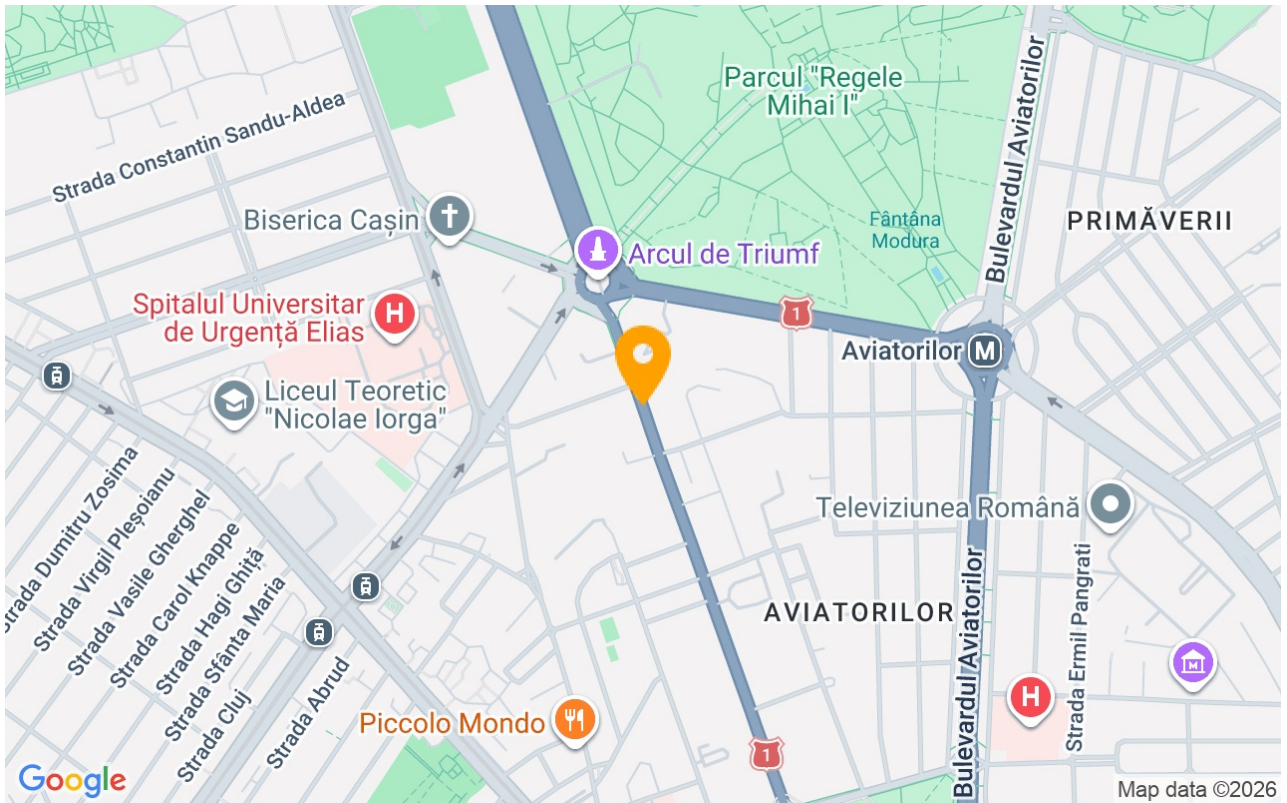 Parcul "Regele
Mihai I"
Strada Constantin Sandu-Aldea
Bulevardul Aviatorilor
Biserica Cașin
Fântâna
Modura
PRIMĂVERII
Arcul de Triumf
Spitalul Universitar
de Urgență Elias
H
1
Aviatorilor
M
Liceul Teoretic
"Nicolae Iorga"
Televiziunea Română
Strada Dumitru Zosima
Strada Virgil Pleșoianu
Strada Vasile Gherghel
Strada Carol Knappe
Strada Hagi Ghiță
Strada Sfânta Maria
Strada Cluj
Strada Abrud
AVIATORILOR
Bulevardul Aviatorilor
Strada Ermil Pangrati
M
H
Piccolo Mondo
1
Google
Map data ©2026